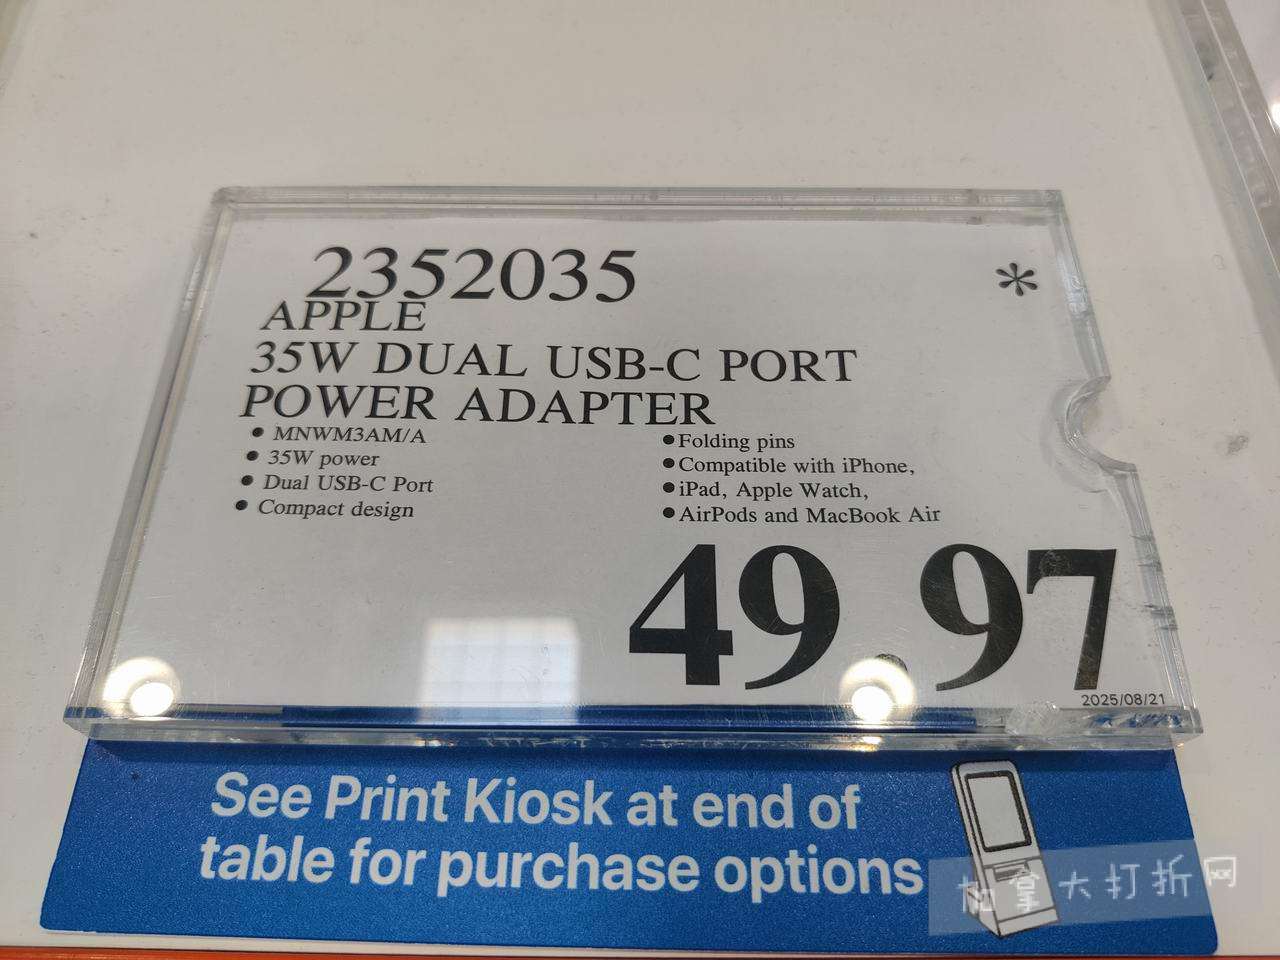 2352035
*
APPLE
35W DUAL USB-C PORT
POWER ADAPTER
● MNWM3AM/A
● 35W power
● Dual USB-C Port
● Compact design
● Folding pins
● Compatible with iPhone,
● iPad, Apple Watch,
● AirPods and MacBook Air
49.97
2025/08/21
See Print Kiosk at end of
table for purchase options
加拿大打折网